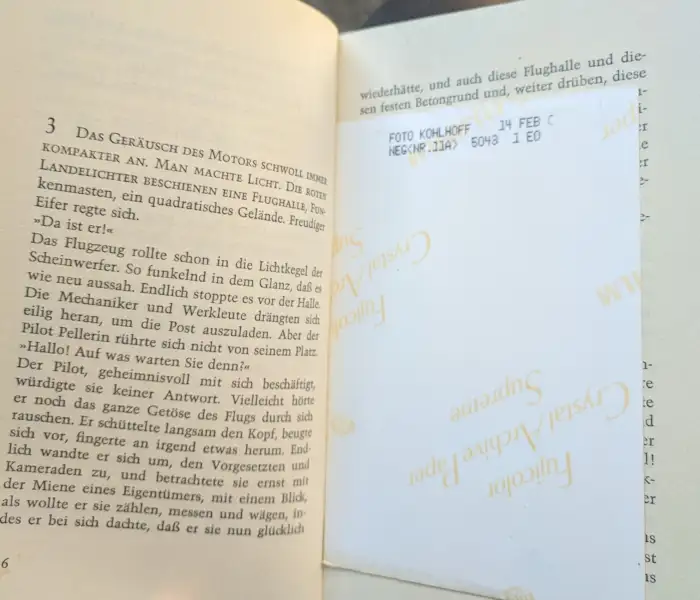 3 DAS GERÄUSCH DES MOTORS SCHWOLL IMMER
KOMPAKTER AN. MAN MACHTE LICHT. DIE ROTEN
LANDELICHTER BESCHIENEN EINE FLUGHALLE, FUN-
kenmasten, ein quadratisches Gelände. Freudiger
Eifer regte sich.
»Da ist er!«
Das Flugzeug rollte schon in die Lichtkegel der
Scheinwerfer. So funkelnd in dem Glanz, daß es
wie neu aussah. Endlich stoppte es vor der Halle.
Die Mechaniker und Werkleute drängten sich
eilig heran, um die Post auszuladen. Aber der
Pilot Pellerin rührte sich nicht von seinem Platz.
»Hallo! Auf was warten Sie denn?«
Der Pilot, geheimnisvoll mit sich beschäftigt,
würdigte sie keiner Antwort. Vielleicht hörte
er noch das ganze Getöse des Flugs durch sich
rauschen. Er schüttelte langsam den Kopf, beugte
sich vor, fingerte an irgend etwas herum. End-
lich wandte er sich um, den Vorgesetzten und
Kameraden zu, und betrachtete sie ernst mit
der Miene eines Eigentümers, mit einem Blick,
als wollte er sie zählen, messen und wägen, in-
des er bei sich dachte, daß er sie nun glücklich
6
wiederhätte, und auch diese Flughalle und die-
sen festen Betongrund und, weiter drüben, diese
FOTO KOHLHOFF 14 FEB
NEG<NR.11A> 5043 1 E0
Crystal Archive Paper
Supreme
Fujicolor